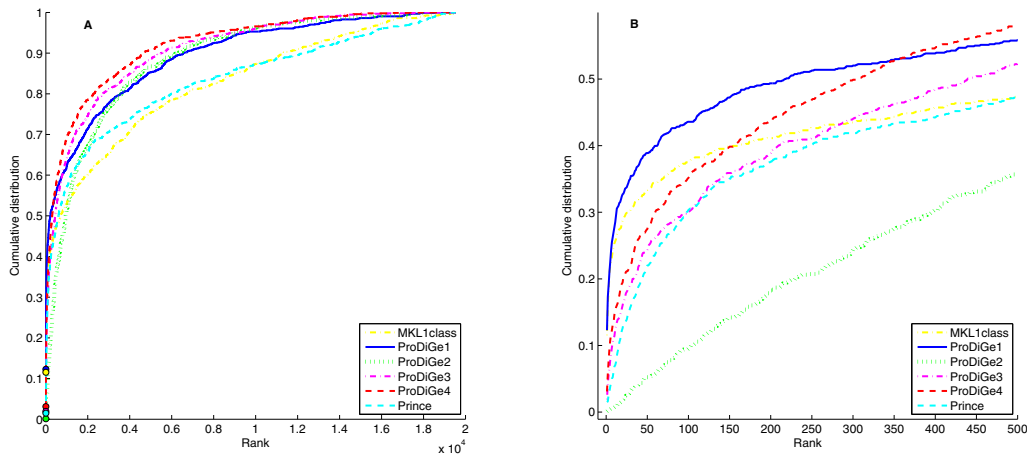 A
Cumulative distribution
1
0.9
0.8
0.7
0.6
0.5
0.4
0.3
0.2
0.1
0
0 0.2 0.4 0.6 0.8 1 1.2 1.4 1.6 1.8 2
x 10^4
Rank
MKL1class
ProDiGe1
ProDiGe2
ProDiGe3
ProDiGe4
Prince
B
Cumulative distribution
0.5
0.4
0.3
0.2
0.1
0
0 50 100 150 200 250 300 350 400 450 500
Rank
MKL1class
ProDiGe1
ProDiGe2
ProDiGe3
ProDiGe4
Prince